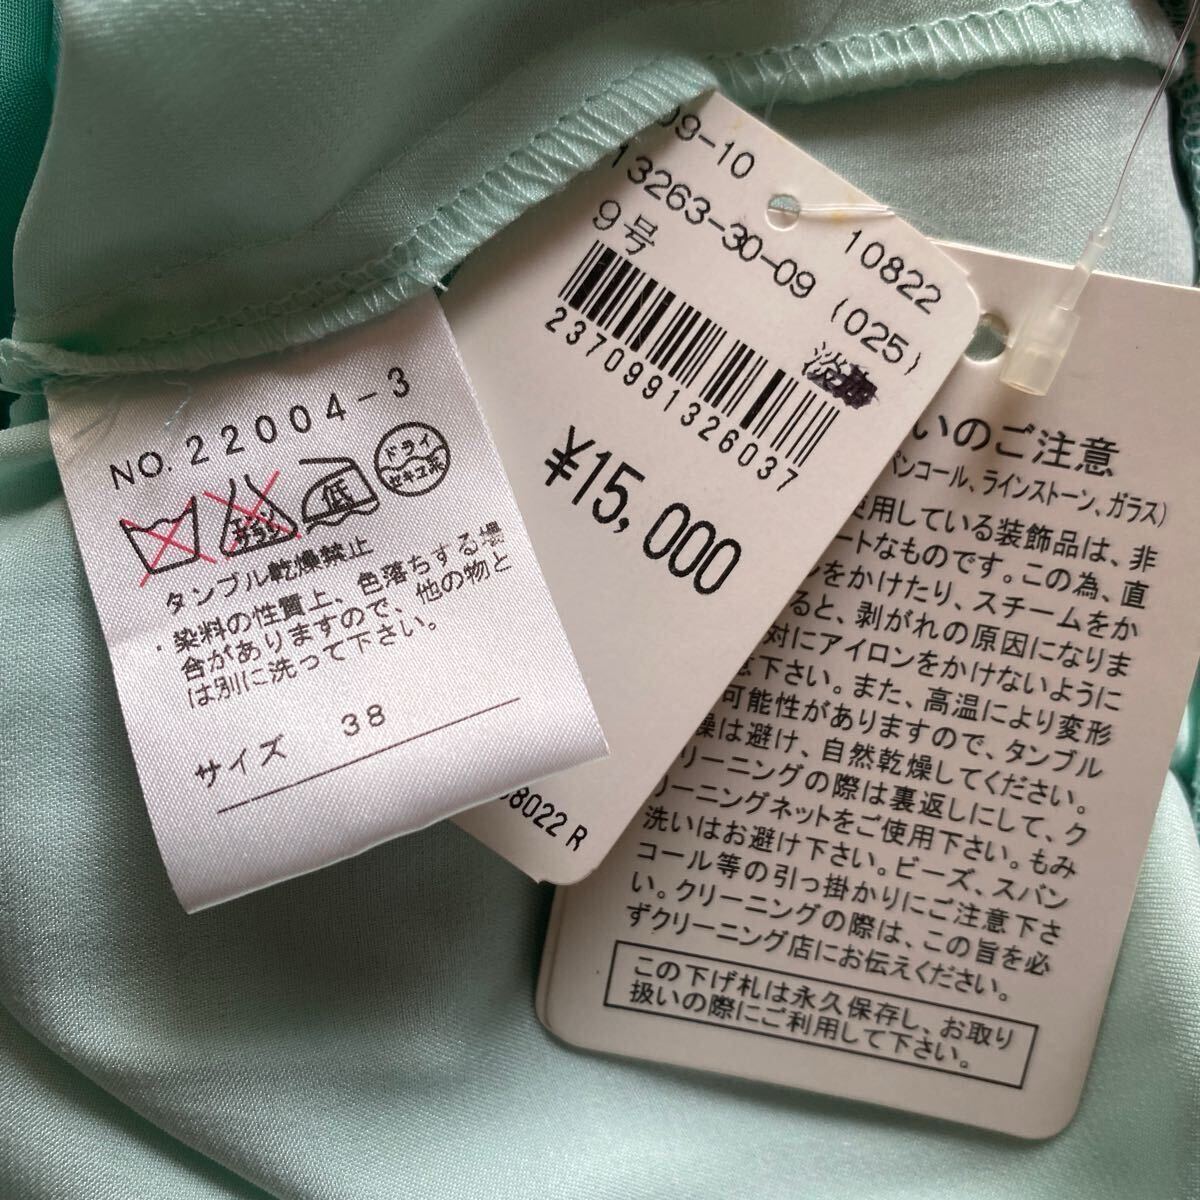 NO.22004-3
エンソサラシ
低
ドライ
セキユ系
タンブル乾燥禁止
.染料の性質上、色落ちする場
合がありますので、他の物と
は別に洗って下さい。
サイズ 38
09-10
10822
13263-30-09 (025)
9号
淡
2370991326037
¥15,000
8022 R
いのご注意
パンコール、ラインストーン、ガラス)
使用している装飾品は、非
ートなものです。この為、直
をかけたり、スチームをか
ると、剥がれの原因になりま
対にアイロンをかけないように
意下さい。また、高温により変形
可能性がありますので、タンブル
燥は避け、自然乾燥してください。
クリーニングの際は裏返しにして、ク
リーニングネットをご使用下さい。もみ
洗いはお避け下さい。ビーズ、スパン
コール等の引っ掛かりにご注意下さ
い。クリーニングの際は、この旨を必
ずクリーニング店にお伝えください。
この下げ札は永久保存し、お取り
扱いの際にご利用して下さい。